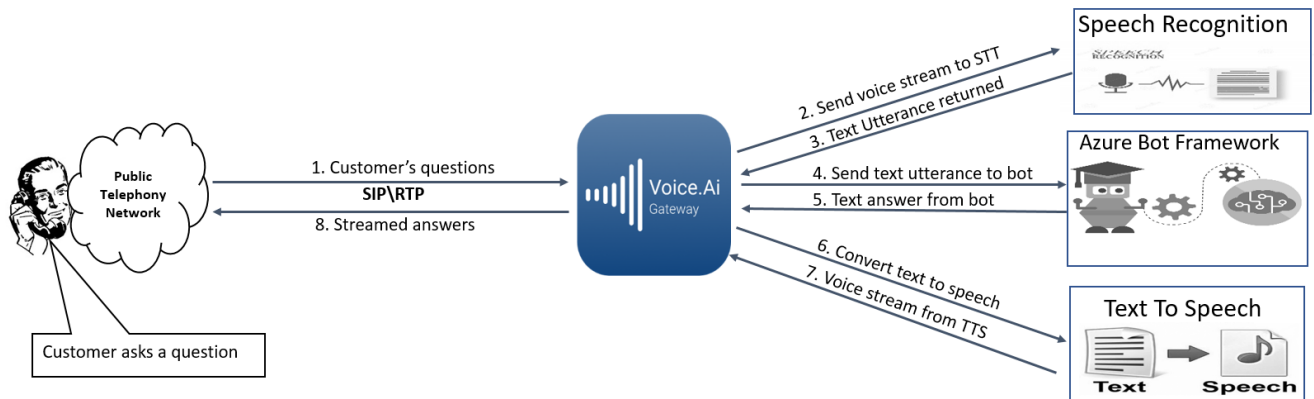 Speech Recognition
SPEECH
RECOGNITION
2. Send voice stream to STT
3. Text Utterance returned
Azure Bot Framework
Public
Telephony
Network
1. Customer's questions
SIP\RTP
8. Streamed answers
Voice.Ai
Gateway
4. Send text utterance to bot
5. Text answer from bot
6. Convert text to speech
7. Voice stream from TTS
Text To Speech
Text
Speech
Customer asks a question